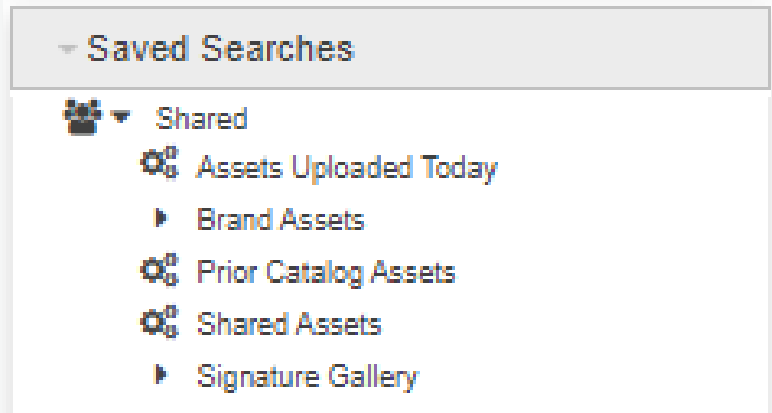 Saved Searches
Shared
Assets Uploaded Today
Brand Assets
Prior Catalog Assets
Shared Assets
Signature Gallery